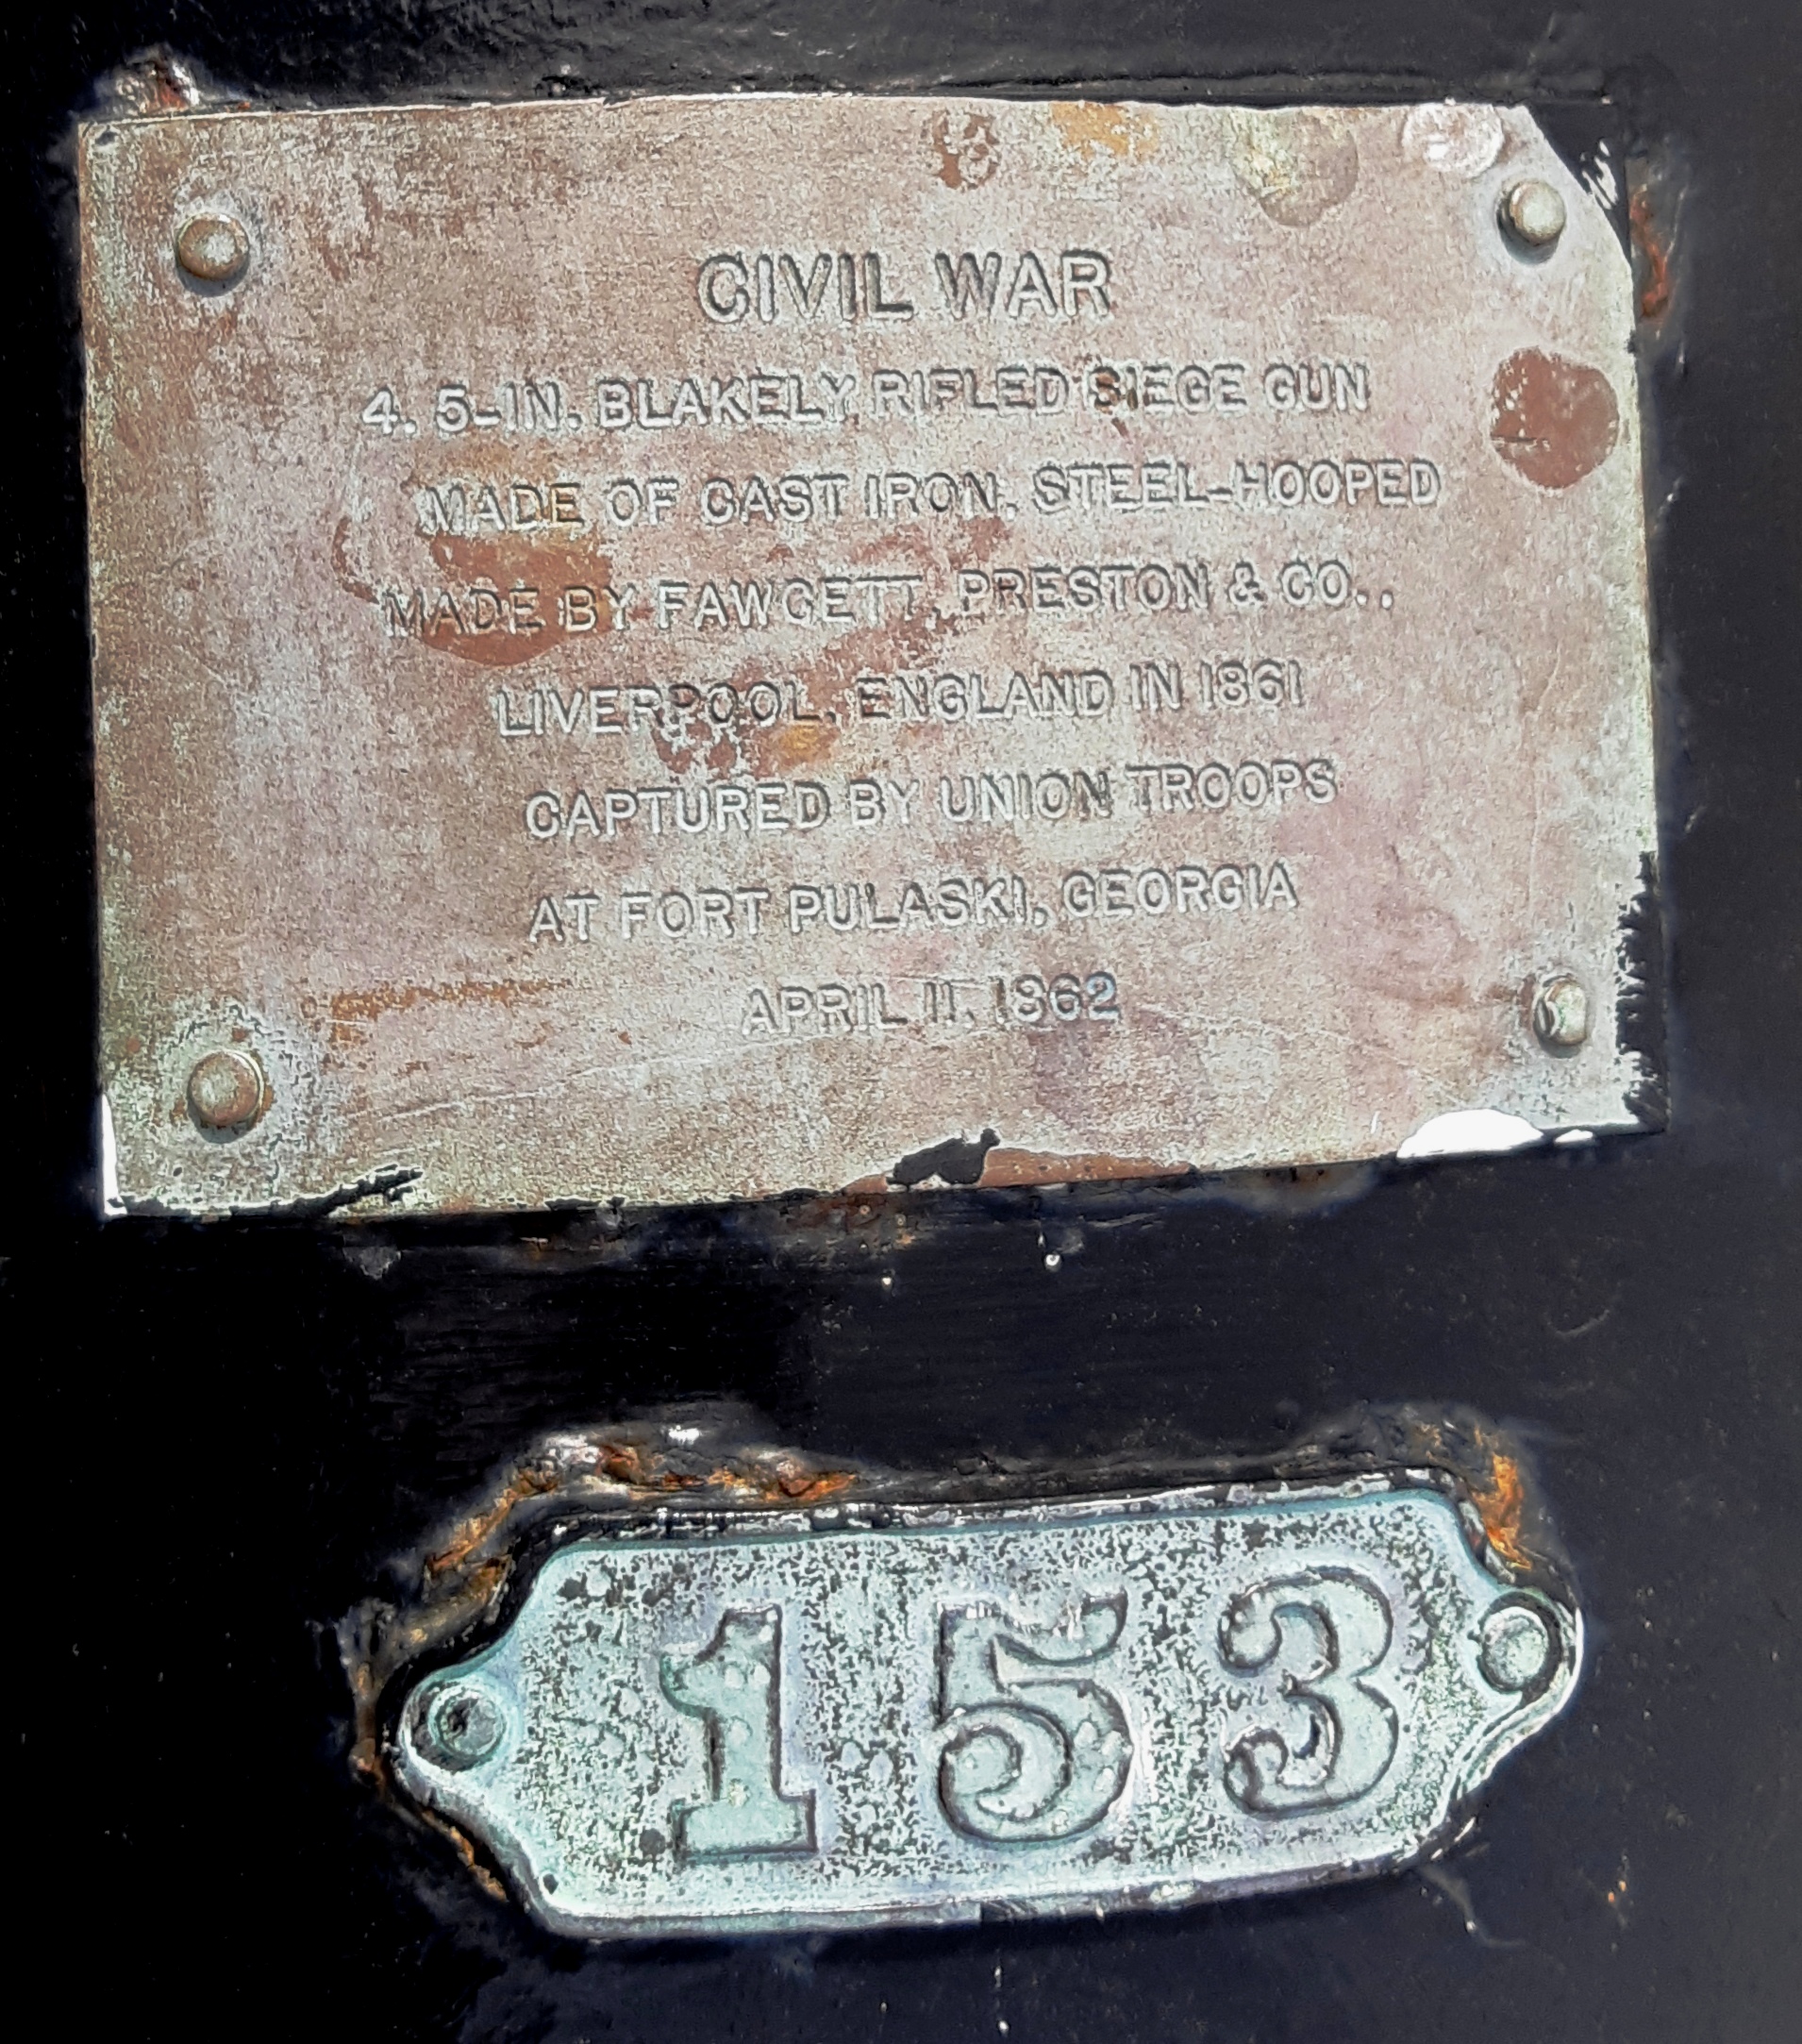 CIVIL WAR
4. 5-IN. BLAKELY RIFLED SIEGE GUN
MADE OF CAST IRON, STEEL-HOOPED
MADE BY FAWCETT, PRESTON & CO..
LIVERPOOL, ENGLAND IN 1861
CAPTURED BY UNION TROOPS
AT FORT PULASKI, GEORGIA
APRIL 11, 1862
153